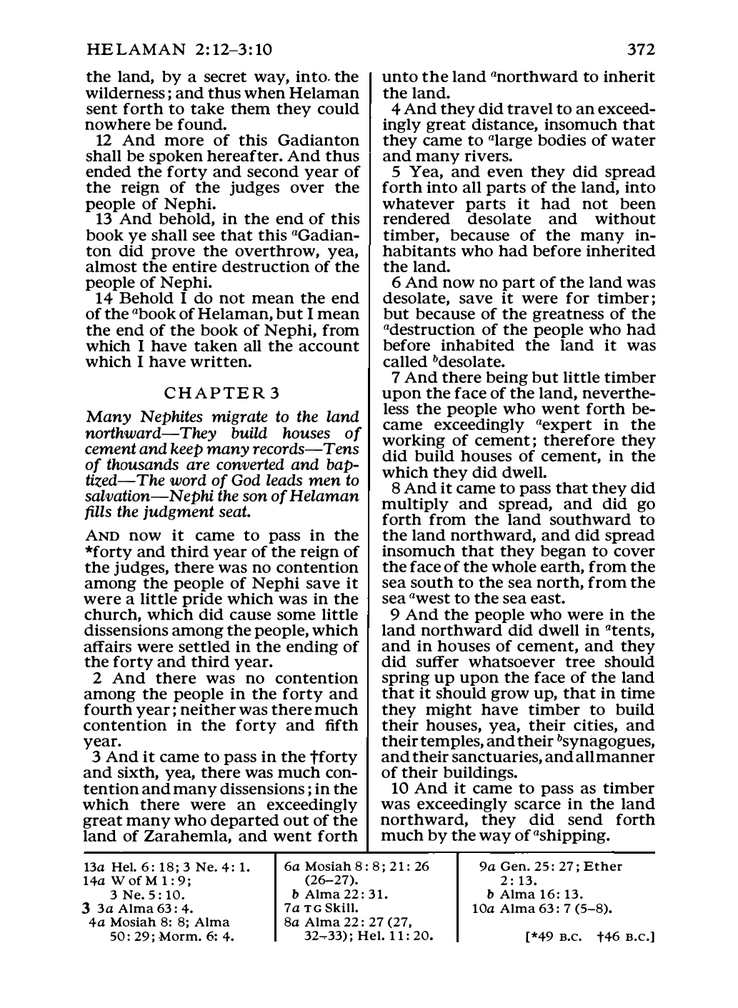 HELAMAN 2:12–3:10 372
the land, by a secret way, into the
wilderness; and thus when Helaman
sent forth to take them they could
nowhere be found.
12 And more of this Gadianton
shall be spoken hereafter. And thus
ended the forty and second year of
the reign of the judges over the
people of Nephi.
13 And behold, in the end of this
book ye shall see that this aGadian-
ton did prove the overthrow, yea,
almost the entire destruction of the
people of Nephi.
14 Behold I do not mean the end
of the abook of Helaman, but I mean
the end of the book of Nephi, from
which I have taken all the account
which I have written.
CHAPTER 3
Many Nephites migrate to the land
northward—They build houses of
cement and keep many records—Tens
of thousands are converted and bap-
tized—The word of God leads men to
salvation—Nephi the son of Helaman
fills the judgment seat.
AND now it came to pass in the
*forty and third year of the reign of
the judges, there was no contention
among the people of Nephi save it
were a little pride which was in the
church, which did cause some little
dissensions among the people, which
affairs were settled in the ending of
the forty and third year.
2 And there was no contention
among the people in the forty and
fourth year; neither was there much
contention in the forty and fifth
year.
3 And it came to pass in the †forty
and sixth, yea, there was much con-
tention and many dissensions; in the
which there were an exceedingly
great many who departed out of the
land of Zarahemla, and went forth
unto the land anorthward to inherit
the land.
4 And they did travel to an exceed-
ingly great distance, insomuch that
they came to alarge bodies of water
and many rivers.
5 Yea, and even they did spread
forth into all parts of the land, into
whatever parts it had not been
rendered desolate and without
timber, because of the many in-
habitants who had before inherited
the land.
6 And now no part of the land was
desolate, save it were for timber;
but because of the greatness of the
adestruction of the people who had
before inhabited the land it was
called bdesolate.
7 And there being but little timber
upon the face of the land, neverthe-
less the people who went forth be-
came exceedingly aexpert in the
working of cement; therefore they
did build houses of cement, in the
which they did dwell.
8 And it came to pass that they did
multiply and spread, and did go
forth from the land southward to
the land northward, and did spread
insomuch that they began to cover
the face of the whole earth, from the
sea south to the sea north, from the
sea awest to the sea east.
9 And the people who were in the
land northward did dwell in atents,
and in houses of cement, and they
did suffer whatsoever tree should
spring up upon the face of the land
that it should grow up, that in time
they might have timber to build
their houses, yea, their cities, and
their temples, and their bsynagogues,
and their sanctuaries, and all manner
of their buildings.
10 And it came to pass as timber
was exceedingly scarce in the land
northward, they did send forth
much by the way of ashipping.
13a Hel. 6:18; 3 Ne. 4:1.
14a W of M 1:9;
3 Ne. 5:10.
3 3a Alma 63:4.
4a Mosiah 8:8; Alma
50:29; Morm. 6:4.
6a Mosiah 8:8; 21:26
(26–27).
b Alma 22:31.
7a TG Skill.
8a Alma 22:27 (27,
32–33); Hel. 11:20.
9a Gen. 25:27; Ether
2:13.
b Alma 16:13.
10a Alma 63:7 (5–8).
[*49 B.C. †46 B.C.]